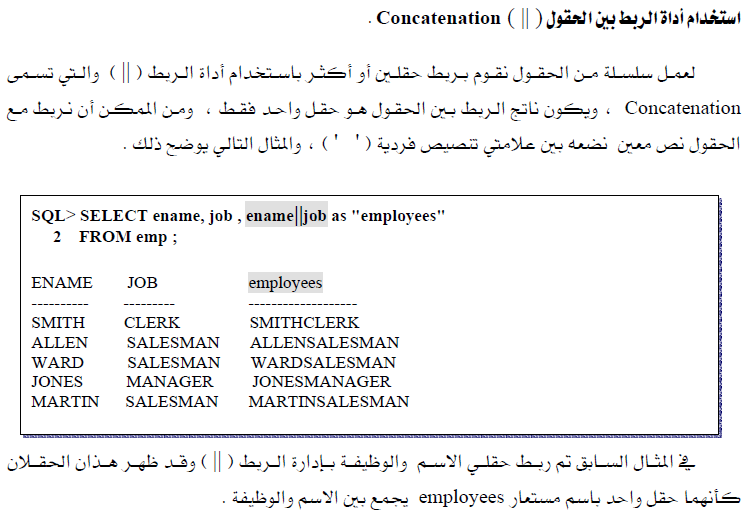 استخدام أداة الربط بين الحقول ( || ) Concatenation .
لعمل سلسلة من الحقول نقوم بربط حقلين أو أكثر باستخدام أداة الربط ( || ) والتي تسمى
Concatenation ، ويكون ناتج الربط بين الحقول هو حقل واحد فقط ، ومن الممكن أن نربط مع
الحقول نص معين نضعه بين علامتي تنصيص فردية ( ' ' ) ، والمثال التالي يوضح ذلك .
SQL> SELECT ename, job , ename||job as "employees"
2 FROM emp ;
ENAME JOB employees
---------- --------- -------------------
SMITH CLERK SMITHCLERK
ALLEN SALESMAN ALLENSALESMAN
WARD SALESMAN WARDSALESMAN
JONES MANAGER JONESMANAGER
MARTIN SALESMAN MARTINSALESMAN
في المثال السابق تم ربط حقلي الاسم والوظيفة بإدارة الربط ( || ) وقد ظهر هذان الحقلان
كأنهما حقل واحد باسم مستعار employees يجمع بين الاسم والوظيفة .